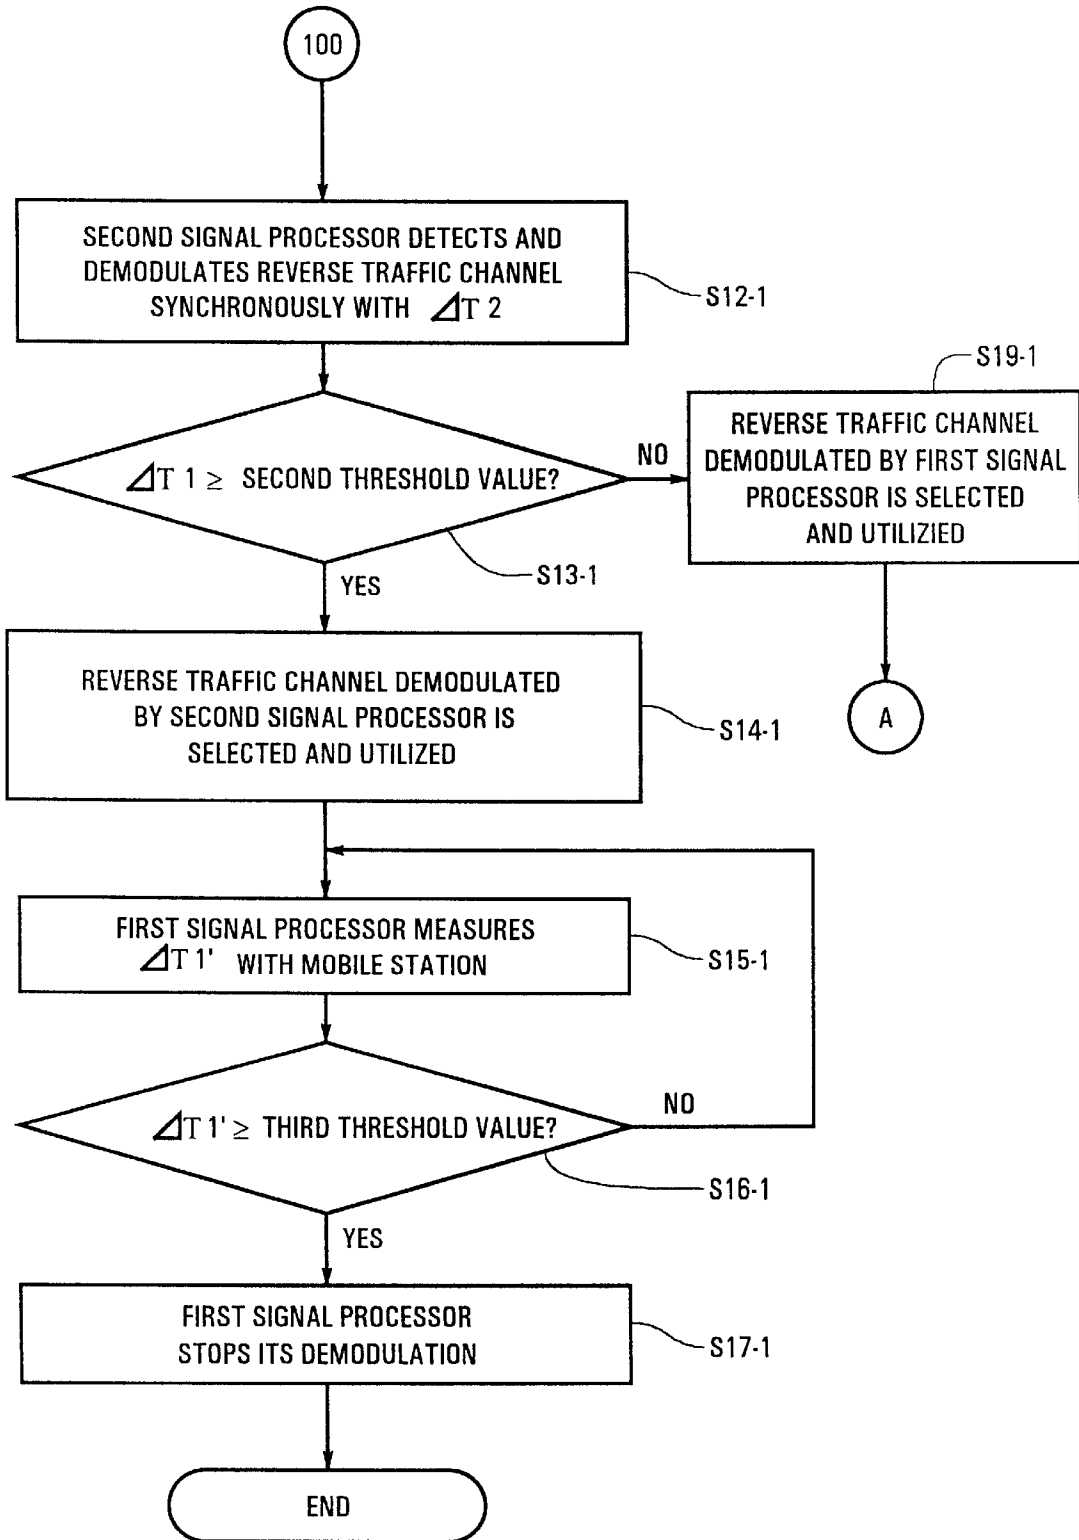 100
SECOND SIGNAL PROCESSOR DETECTS AND
DEMODULATES REVERSE TRAFFIC CHANNEL
SYNCHRONOUSLY WITH ⊿T 2
S12-1
⊿T 1 ≥ SECOND THRESHOLD VALUE?
NO
S13-1
YES
S19-1
REVERSE TRAFFIC CHANNEL
DEMODULATED BY FIRST SIGNAL
PROCESSOR IS SELECTED
AND UTILIZIED
A
REVERSE TRAFFIC CHANNEL DEMODULATED
BY SECOND SIGNAL PROCESSOR IS
SELECTED AND UTILIZED
S14-1
FIRST SIGNAL PROCESSOR MEASURES
⊿T 1' WITH MOBILE STATION
S15-1
⊿T 1' ≥ THIRD THRESHOLD VALUE?
NO
S16-1
YES
FIRST SIGNAL PROCESSOR
STOPS ITS DEMODULATION
S17-1
END